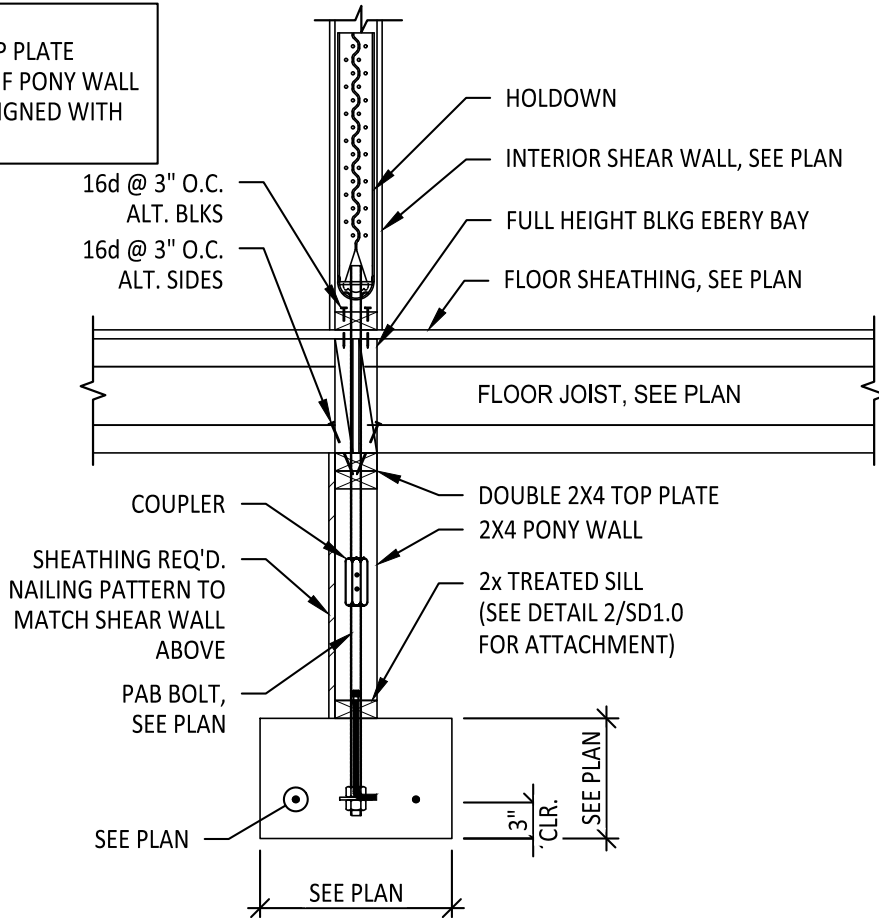 P PLATE
F PONY WALL
IGNED WITH
HOLDOWN
INTERIOR SHEAR WALL, SEE PLAN
16d @ 3" O.C.
ALT. BLKS
FULL HEIGHT BLKG EBERY BAY
16d @ 3" O.C.
ALT. SIDES
FLOOR SHEATHING, SEE PLAN
FLOOR JOIST, SEE PLAN
COUPLER
DOUBLE 2X4 TOP PLATE
2X4 PONY WALL
SHEATHING REQ'D.
NAILING PATTERN TO
MATCH SHEAR WALL
ABOVE
2x TREATED SILL
(SEE DETAIL 2/SD1.0
FOR ATTACHMENT)
PAB BOLT,
SEE PLAN
SEE PLAN
3"
CLR.
SEE PLAN
SEE PLAN